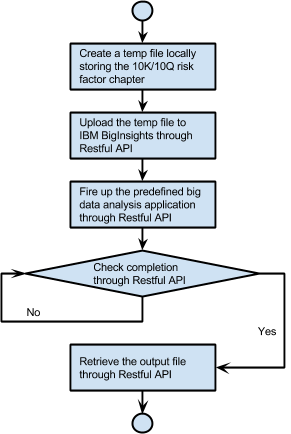 Create a temp file locally
storing the 10K/10Q risk
factor chapter
Upload the temp file to
IBM BigInsights through
Restful API
Fire up the predefined big
data analysis application
through Restful API
Check completion
through Restful API
No
Yes
Retrieve the output file
through Restful API